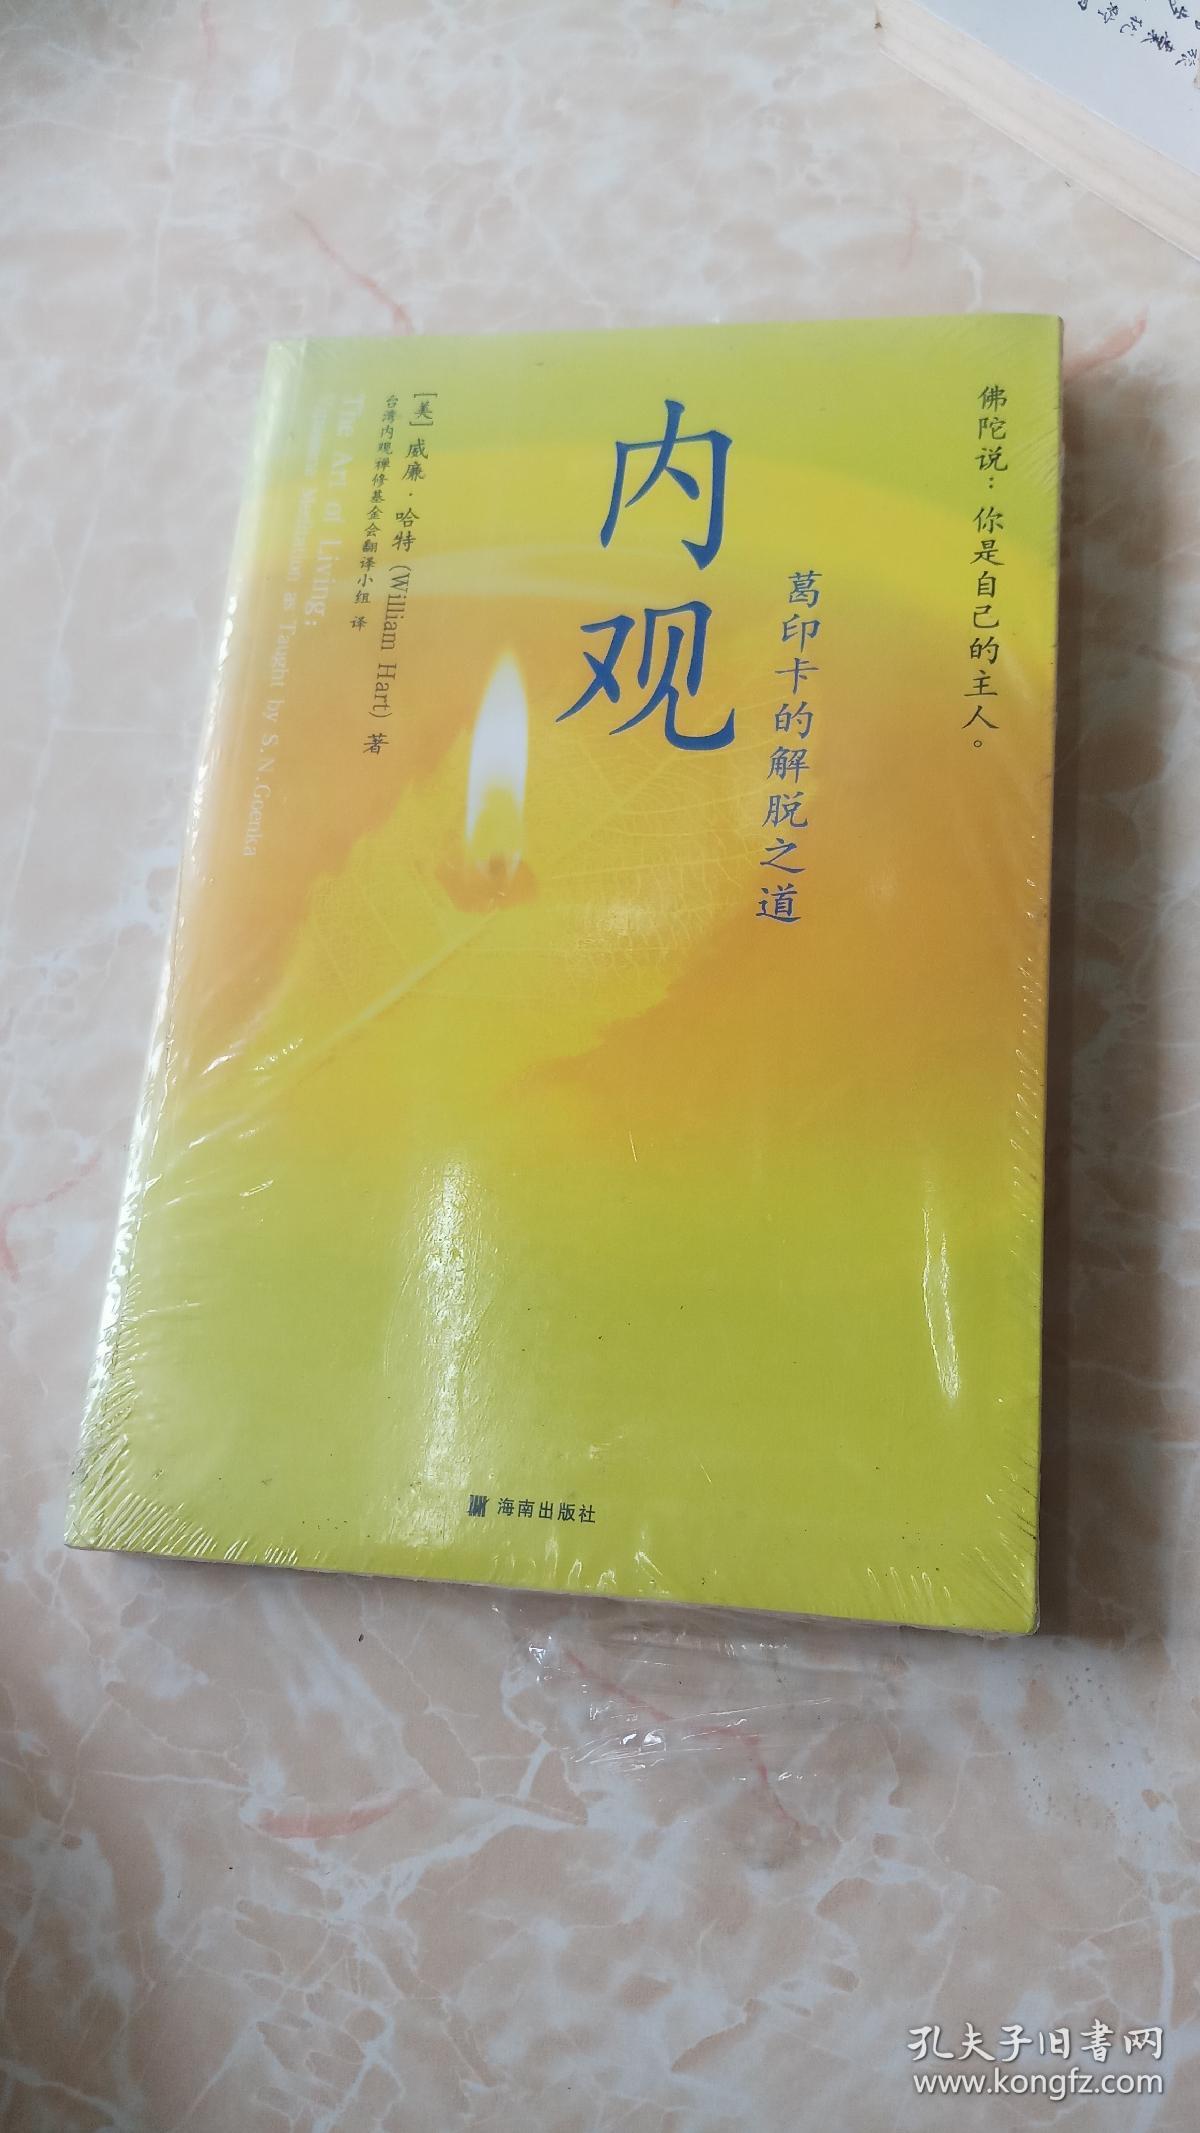 佛陀说：你是自己的主人。
内观
葛印卡的解脱之道
[美] 威廉·哈特 (William Hart) 著
台湾内观禅修基金会翻译小组 译
The Art of Living:
Vipassana Meditation as Taught by S.N.Goenka
海南出版社
孔夫子旧书网
www.kongfz.com